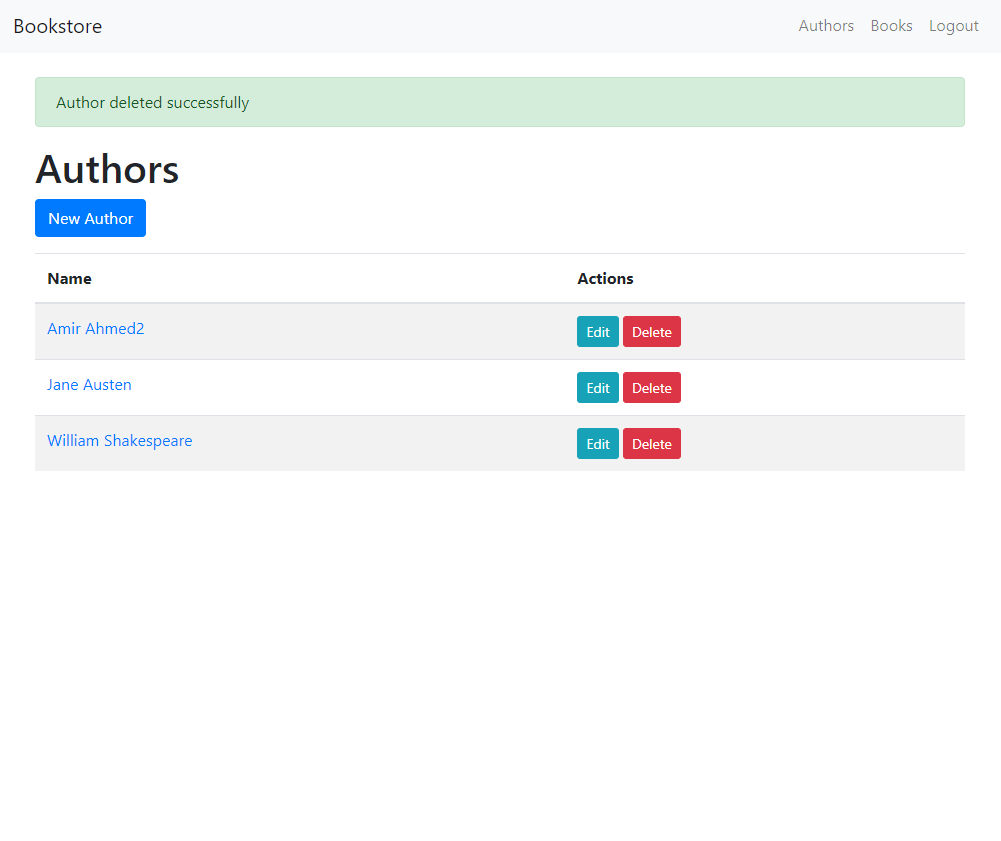 Bookstore Authors Books Logout
Author deleted successfully
Authors
New Author
Name Actions
Amir Ahmed2 Edit Delete
Jane Austen Edit Delete
William Shakespeare Edit Delete